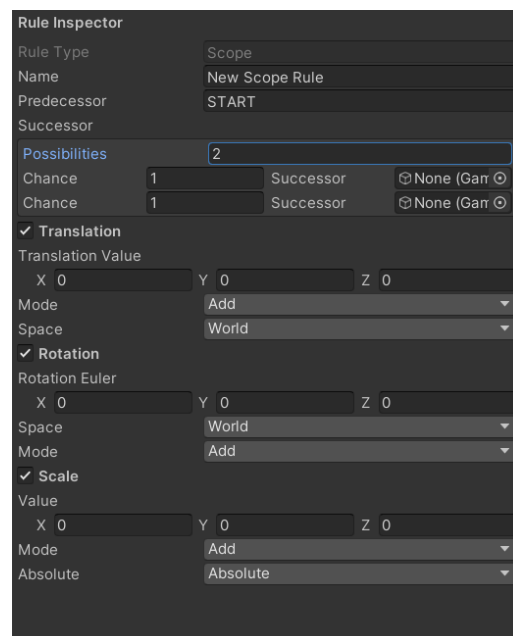 Rule Inspector
Rule Type Scope
Name New Scope Rule
Predecessor START
Successor
Possibilities 2
Chance 1 Successor None (Gam
Chance 1 Successor None (Gam
Translation
Translation Value
X 0 Y 0 Z 0
Mode Add
Space World
Rotation
Rotation Euler
X 0 Y 0 Z 0
Space World
Mode Add
Scale
Value
X 0 Y 0 Z 0
Mode Add
Absolute Absolute